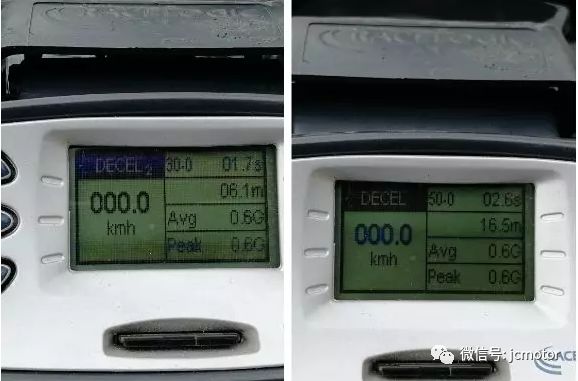 DECEL 30-0 01.7s
06.1m
000.0
kmh
Avg 0.6G
Peak 0.6G
DECEL 50-0 02.6s
16.5m
000.0
kmh
Avg 0.6G
Peak 0.6G
微信号: jcmotor